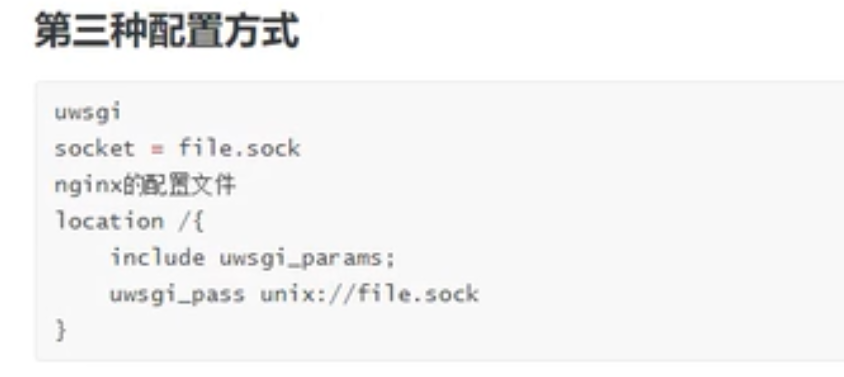 第三种配置方式
uwsgi
socket = file.sock
nginx的配置文件
location /{
    include uwsgi_params;
    uwsgi_pass unix://file.sock
}